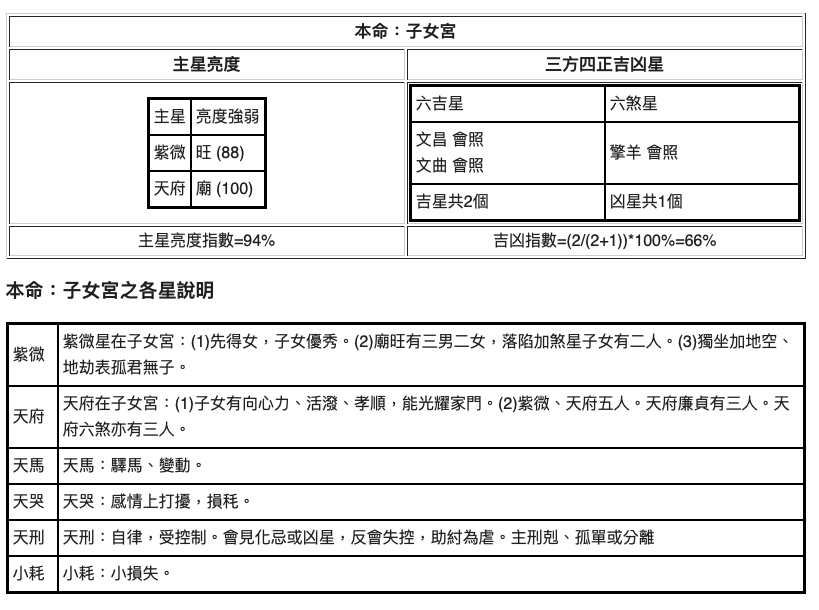 本命：子女宮
主星亮度
三方四正吉凶星
主星 亮度強弱
紫微 旺 (88)
天府 廟 (100)
六吉星 六煞星
文昌 會照
文曲 會照
擎羊 會照
吉星共2個 凶星共1個
主星亮度指數=94%
吉凶指數=(2/(2+1))*100%=66%
本命：子女宮之各星說明
紫微 紫微星在子女宮：(1)先得女，子女優秀。(2)廟旺有三男二女，落陷加煞星子女有二人。(3)獨坐加地空、
地劫表孤君無子。
天府 天府在子女宮：(1)子女有向心力、活潑、孝順，能光耀家門。(2)紫微、天府五人。天府廉貞有三人。天
府六煞亦有三人。
天馬 天馬：驛馬、變動。
天哭 天哭：感情上打擾，損秏。
天刑 天刑：自律，受控制。會見化忌或凶星，反會失控，助紂為虐。主刑剋、孤單或分離
小耗 小耗：小損失。